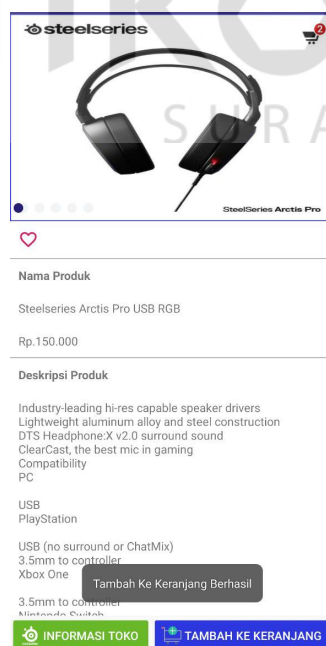 steelseries
2
SURA
SteelSeries Arctis Pro
Nama Produk
Steelseries Arctis Pro USB RGB
Rp.150.000
Deskripsi Produk
Industry-leading hi-res capable speaker drivers
Lightweight aluminum alloy and steel construction
DTS Headphone:X v2.0 surround sound
ClearCast, the best mic in gaming
Compatibility
PC
USB
PlayStation
USB (no surround or ChatMix)
3.5mm to controller
Xbox One
Tambah Ke Keranjang Berhasil
3.5mm to controller
Nintendo Switch
INFORMASI TOKO
TAMBAH KE KERANJANG